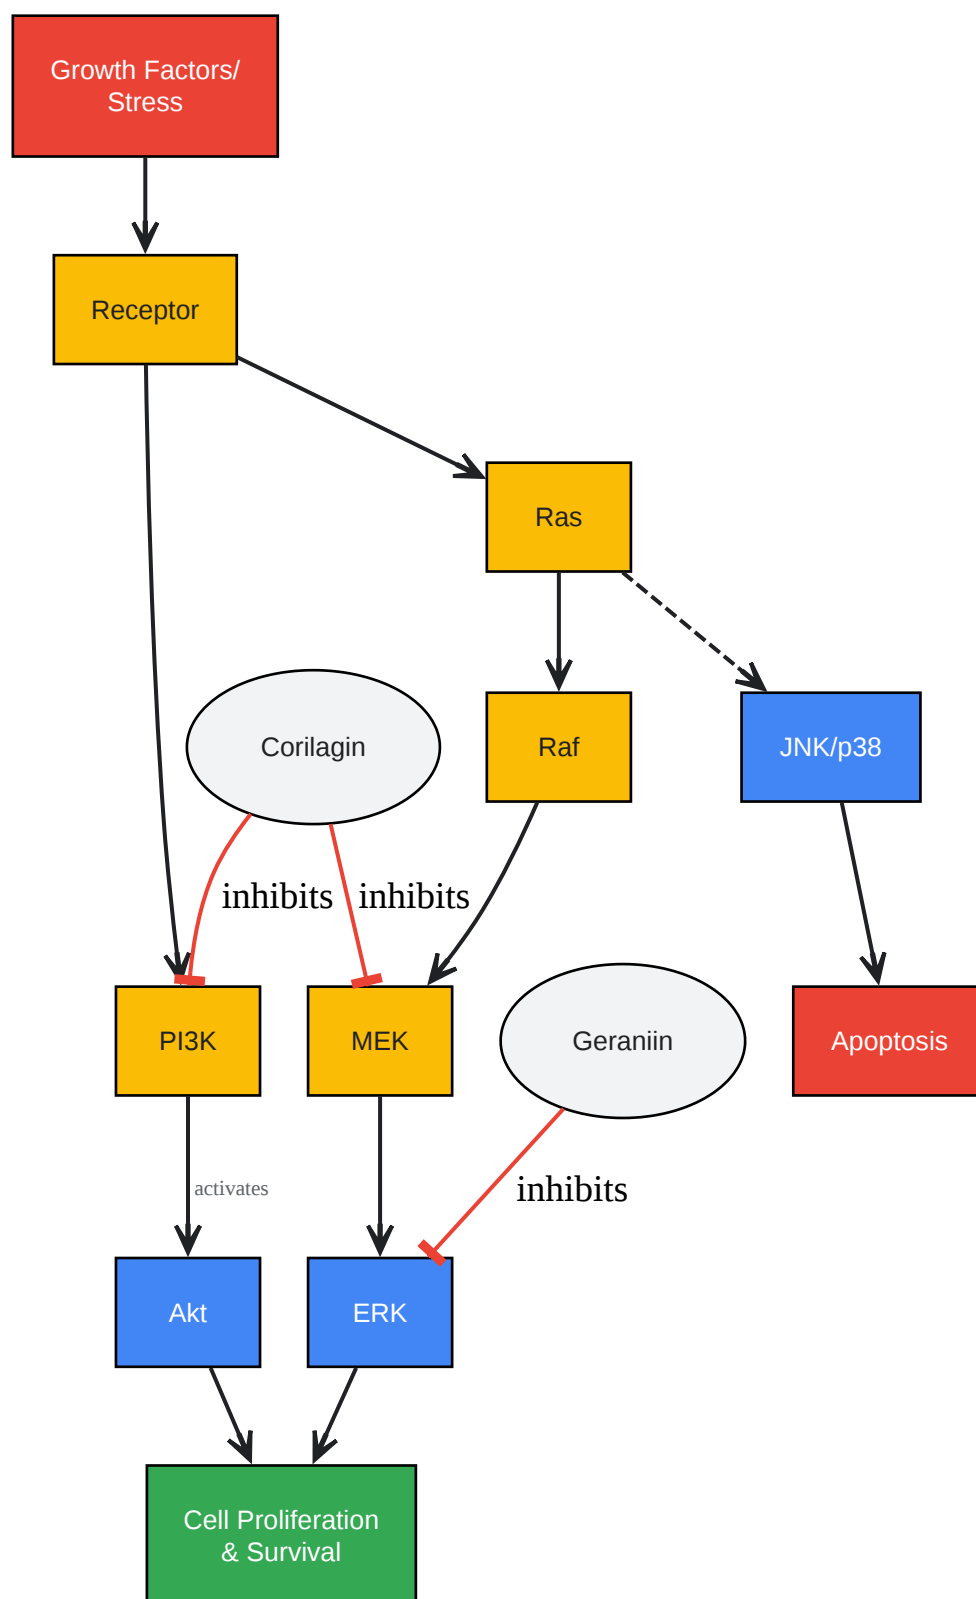 Growth Factors/
Stress
Receptor
Ras
Corilagin
Raf
JNK/p38
inhibits
inhibits
PI3K
MEK
Geraniin
Apoptosis
activates
inhibits
Akt
ERK
Cell Proliferation
& Survival